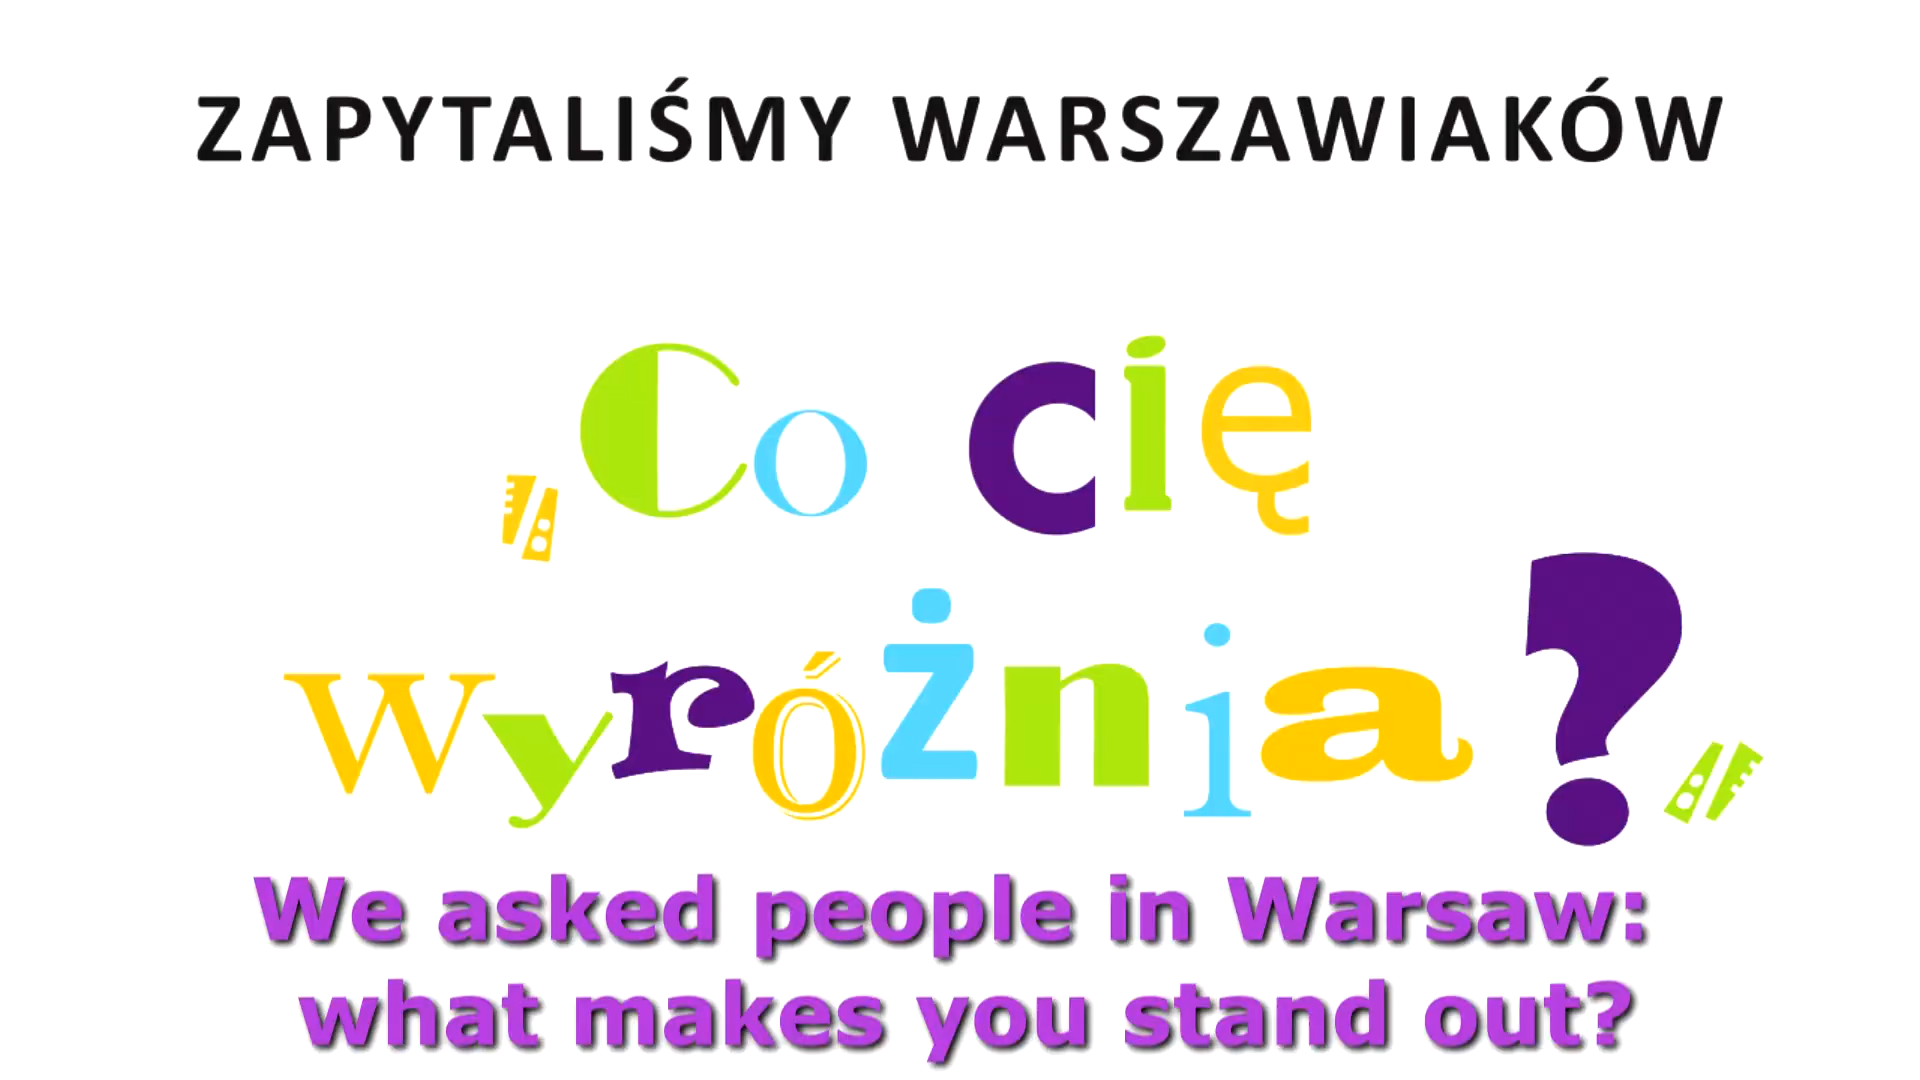 ZAPYTALIŚMY WARSZAWIAKÓW
"Co cię
wyróżnia?"
We asked people in Warsaw:
what makes you stand out?